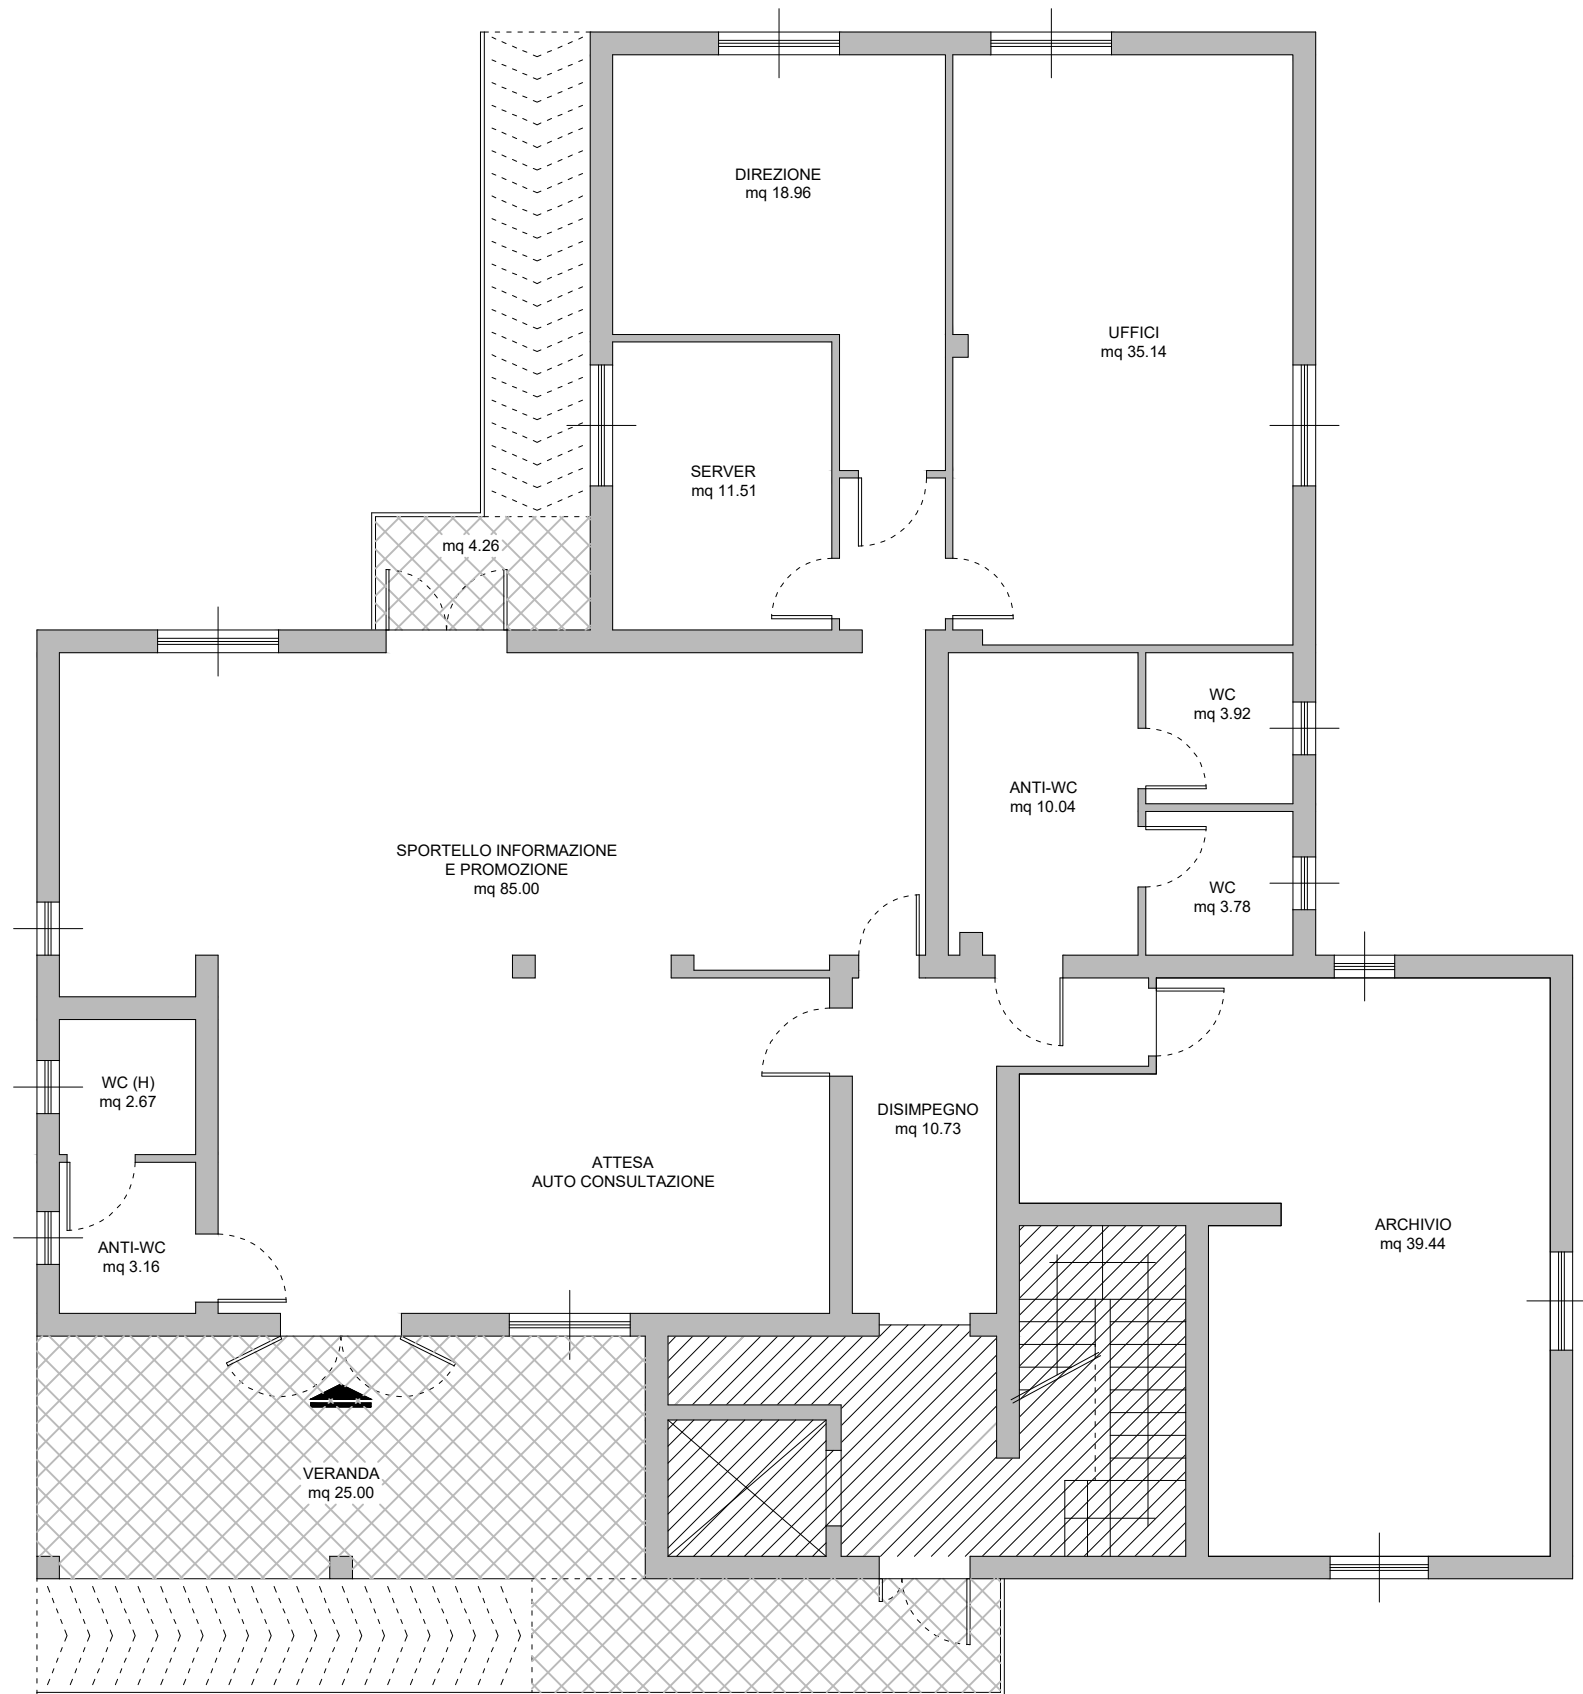 DIREZIONE
mq 18.96
UFFICI
mq 35.14
SERVER
mq 11.51
mq 4.26
WC
mq 3.92
ANTI-WC
mq 10.04
SPORTELLO INFORMAZIONE
E PROMOZIONE
mq 85.00
WC
mq 3.78
WC (H)
mq 2.67
DISIMPEGNO
mq 10.73
ATTESA
AUTO CONSULTAZIONE
ARCHIVIO
mq 39.44
ANTI-WC
mq 3.16
VERANDA
mq 25.00